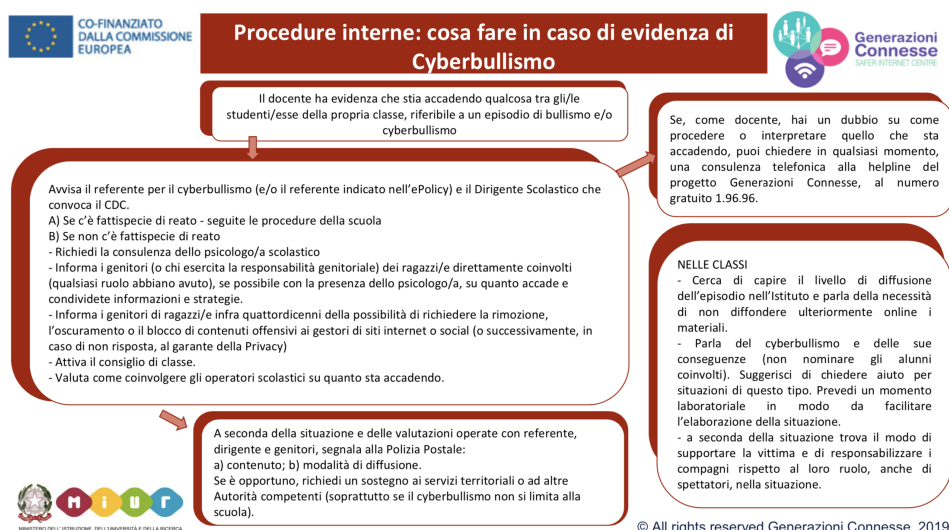 CO-FINANZIATO
DALLA COMMISSIONE
EUROPEA
Procedure interne: cosa fare in caso di evidenza di
Cyberbullismo
Generazioni
Connesse
SAFER INTERNET CENTRE
Il docente ha evidenza che stia accadendo qualcosa tra gli/le
studenti/esse della propria classe, riferibile a un episodio di bullismo e/o
cyberbullismo
Se, come docente, hai un dubbio su come
procedere o interpretare quello che sta
accadendo, puoi chiedere in qualsiasi momento,
una consulenza telefonica alla helpline del
progetto Generazioni Connesse, al numero
gratuito 1.96.96.
Avvisa il referente per il cyberbullismo (e/o il referente indicato nell'ePolicy) e il Dirigente Scolastico che
convoca il CDC.
A) Se c'è fattispecie di reato - seguite le procedure della scuola
B) Se non c'è fattispecie di reato
- Richiedi la consulenza dello psicologo/a scolastico
- Informa i genitori (o chi esercita la responsabilità genitoriale) dei ragazzi/e direttamente coinvolti
(qualsiasi ruolo abbiano avuto), se possibile con la presenza dello psicologo/a, su quanto accade e
condividete informazioni e strategie.
- Informa i genitori di ragazzi/e infra quattordicenni della possibilità di richiedere la rimozione,
l'oscuramento o il blocco di contenuti offensivi ai gestori di siti internet o social (o successivamente, in
caso di non risposta, al garante della Privacy)
- Attiva il consiglio di classe.
- Valuta come coinvolgere gli operatori scolastici su quanto sta accadendo.
NELLE CLASSI
- Cerca di capire il livello di diffusione
dell'episodio nell'Istituto e parla della necessità
di non diffondere ulteriormente online i
materiali.
- Parla del cyberbullismo e delle sue
conseguenze (non nominare gli alunni
coinvolti). Suggerisci di chiedere aiuto per
situazioni di questo tipo. Prevedi un momento
laboratoriale in modo da facilitare
l'elaborazione della situazione.
- a seconda della situazione trova il modo di
supportare la vittima e di responsabilizzare i
compagni rispetto al loro ruolo, anche di
spettatori, nella situazione.
A seconda della situazione e delle valutazioni operate con referente,
dirigente e genitori, segnala alla Polizia Postale:
a) contenuto; b) modalità di diffusione.
Se è opportuno, richiedi un sostegno ai servizi territoriali o ad altre
Autorità competenti (soprattutto se il cyberbullismo non si limita alla
scuola).
miur
MINISTERO DELL'ISTRUZIONE, DELL'UNIVERSITÀ E DELLA RICERCA
© All rights reserved Generazioni Connesse 2019